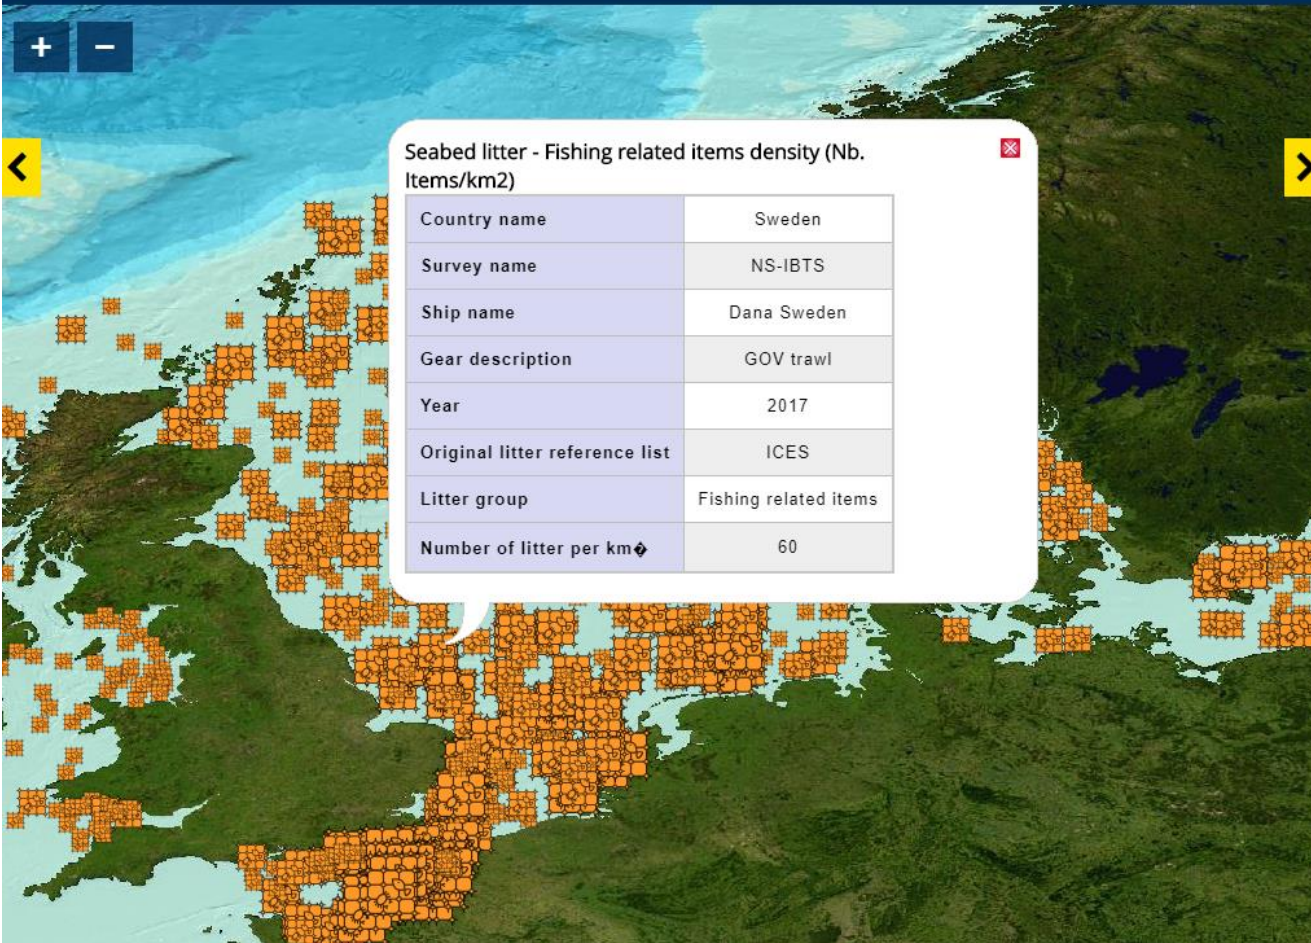 + −
Seabed litter - Fishing related items density (Nb.
Items/km2)
Country name Sweden
Survey name NS-IBTS
Ship name Dana Sweden
Gear description GOV trawl
Year 2017
Original litter reference list ICES
Litter group Fishing related items
Number of litter per km� 60